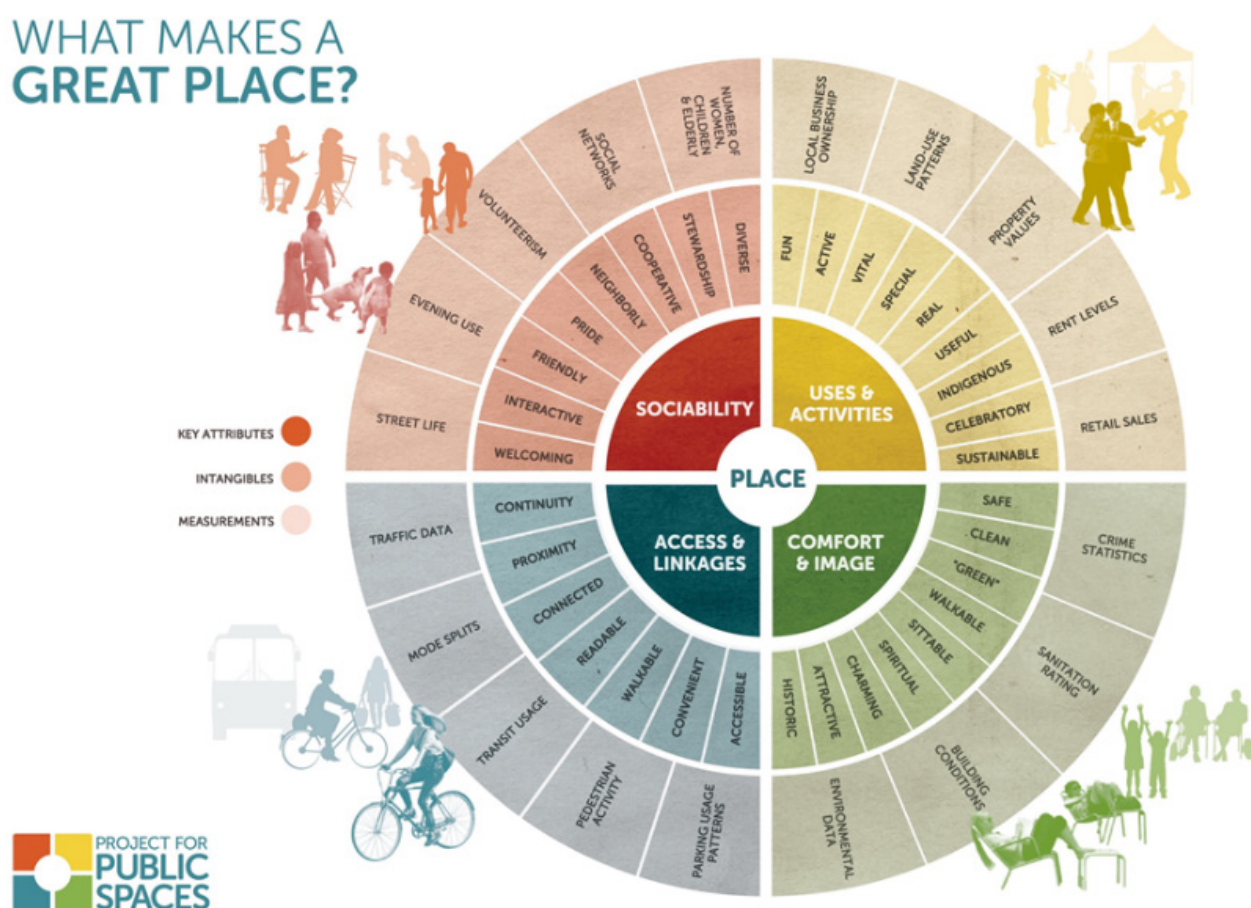 WHAT MAKES A
GREAT PLACE?
KEY ATTRIBUTES
INTANGIBLES
MEASUREMENTS
PLACE
SOCIABILITY
DIVERSE
STEWARDSHIP
COOPERATIVE
NEIGHBORLY
PRIDE
FRIENDLY
INTERACTIVE
WELCOMING
NUMBER OF
WOMEN,
CHILDREN
& ELDERLY
SOCIAL
NETWORKS
VOLUNTEERISM
EVENING USE
STREET LIFE
USES &
ACTIVITIES
FUN
ACTIVE
VITAL
SPECIAL
REAL
USEFUL
INDIGENOUS
CELEBRATORY
SUSTAINABLE
LOCAL BUSINESS
OWNERSHIP
LAND-USE
PATTERNS
PROPERTY
VALUES
RENT LEVELS
RETAIL SALES
ACCESS &
LINKAGES
CONTINUITY
PROXIMITY
CONNECTED
READABLE
WALKABLE
CONVENIENT
ACCESSIBLE
TRAFFIC DATA
MODE SPLITS
TRANSIT USAGE
PEDESTRIAN
ACTIVITY
PARKING USAGE
PATTERNS
COMFORT
& IMAGE
SAFE
CLEAN
"GREEN"
WALKABLE
SITTABLE
SPIRITUAL
CHARMING
ATTRACTIVE
HISTORIC
CRIME
STATISTICS
SANITATION
RATING
BUILDING
CONDITIONS
ENVIRONMENTAL
DATA
PROJECT FOR
PUBLIC
SPACES